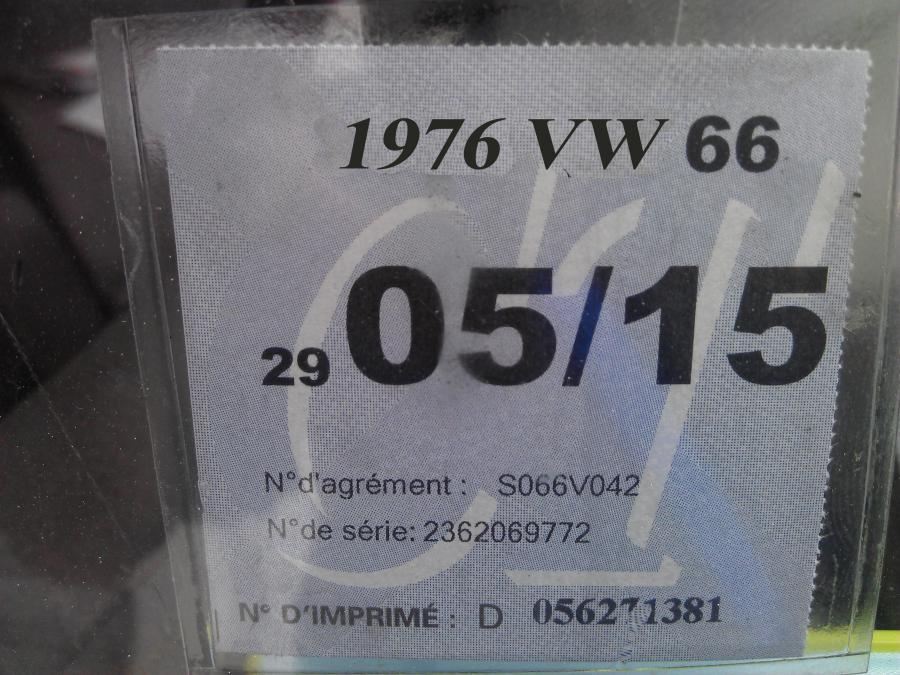 1976 VW 66
29 05/15
N°d'agrément : S066V042
N°de série: 2362069772
N° D'IMPRIMÉ : D 056271381